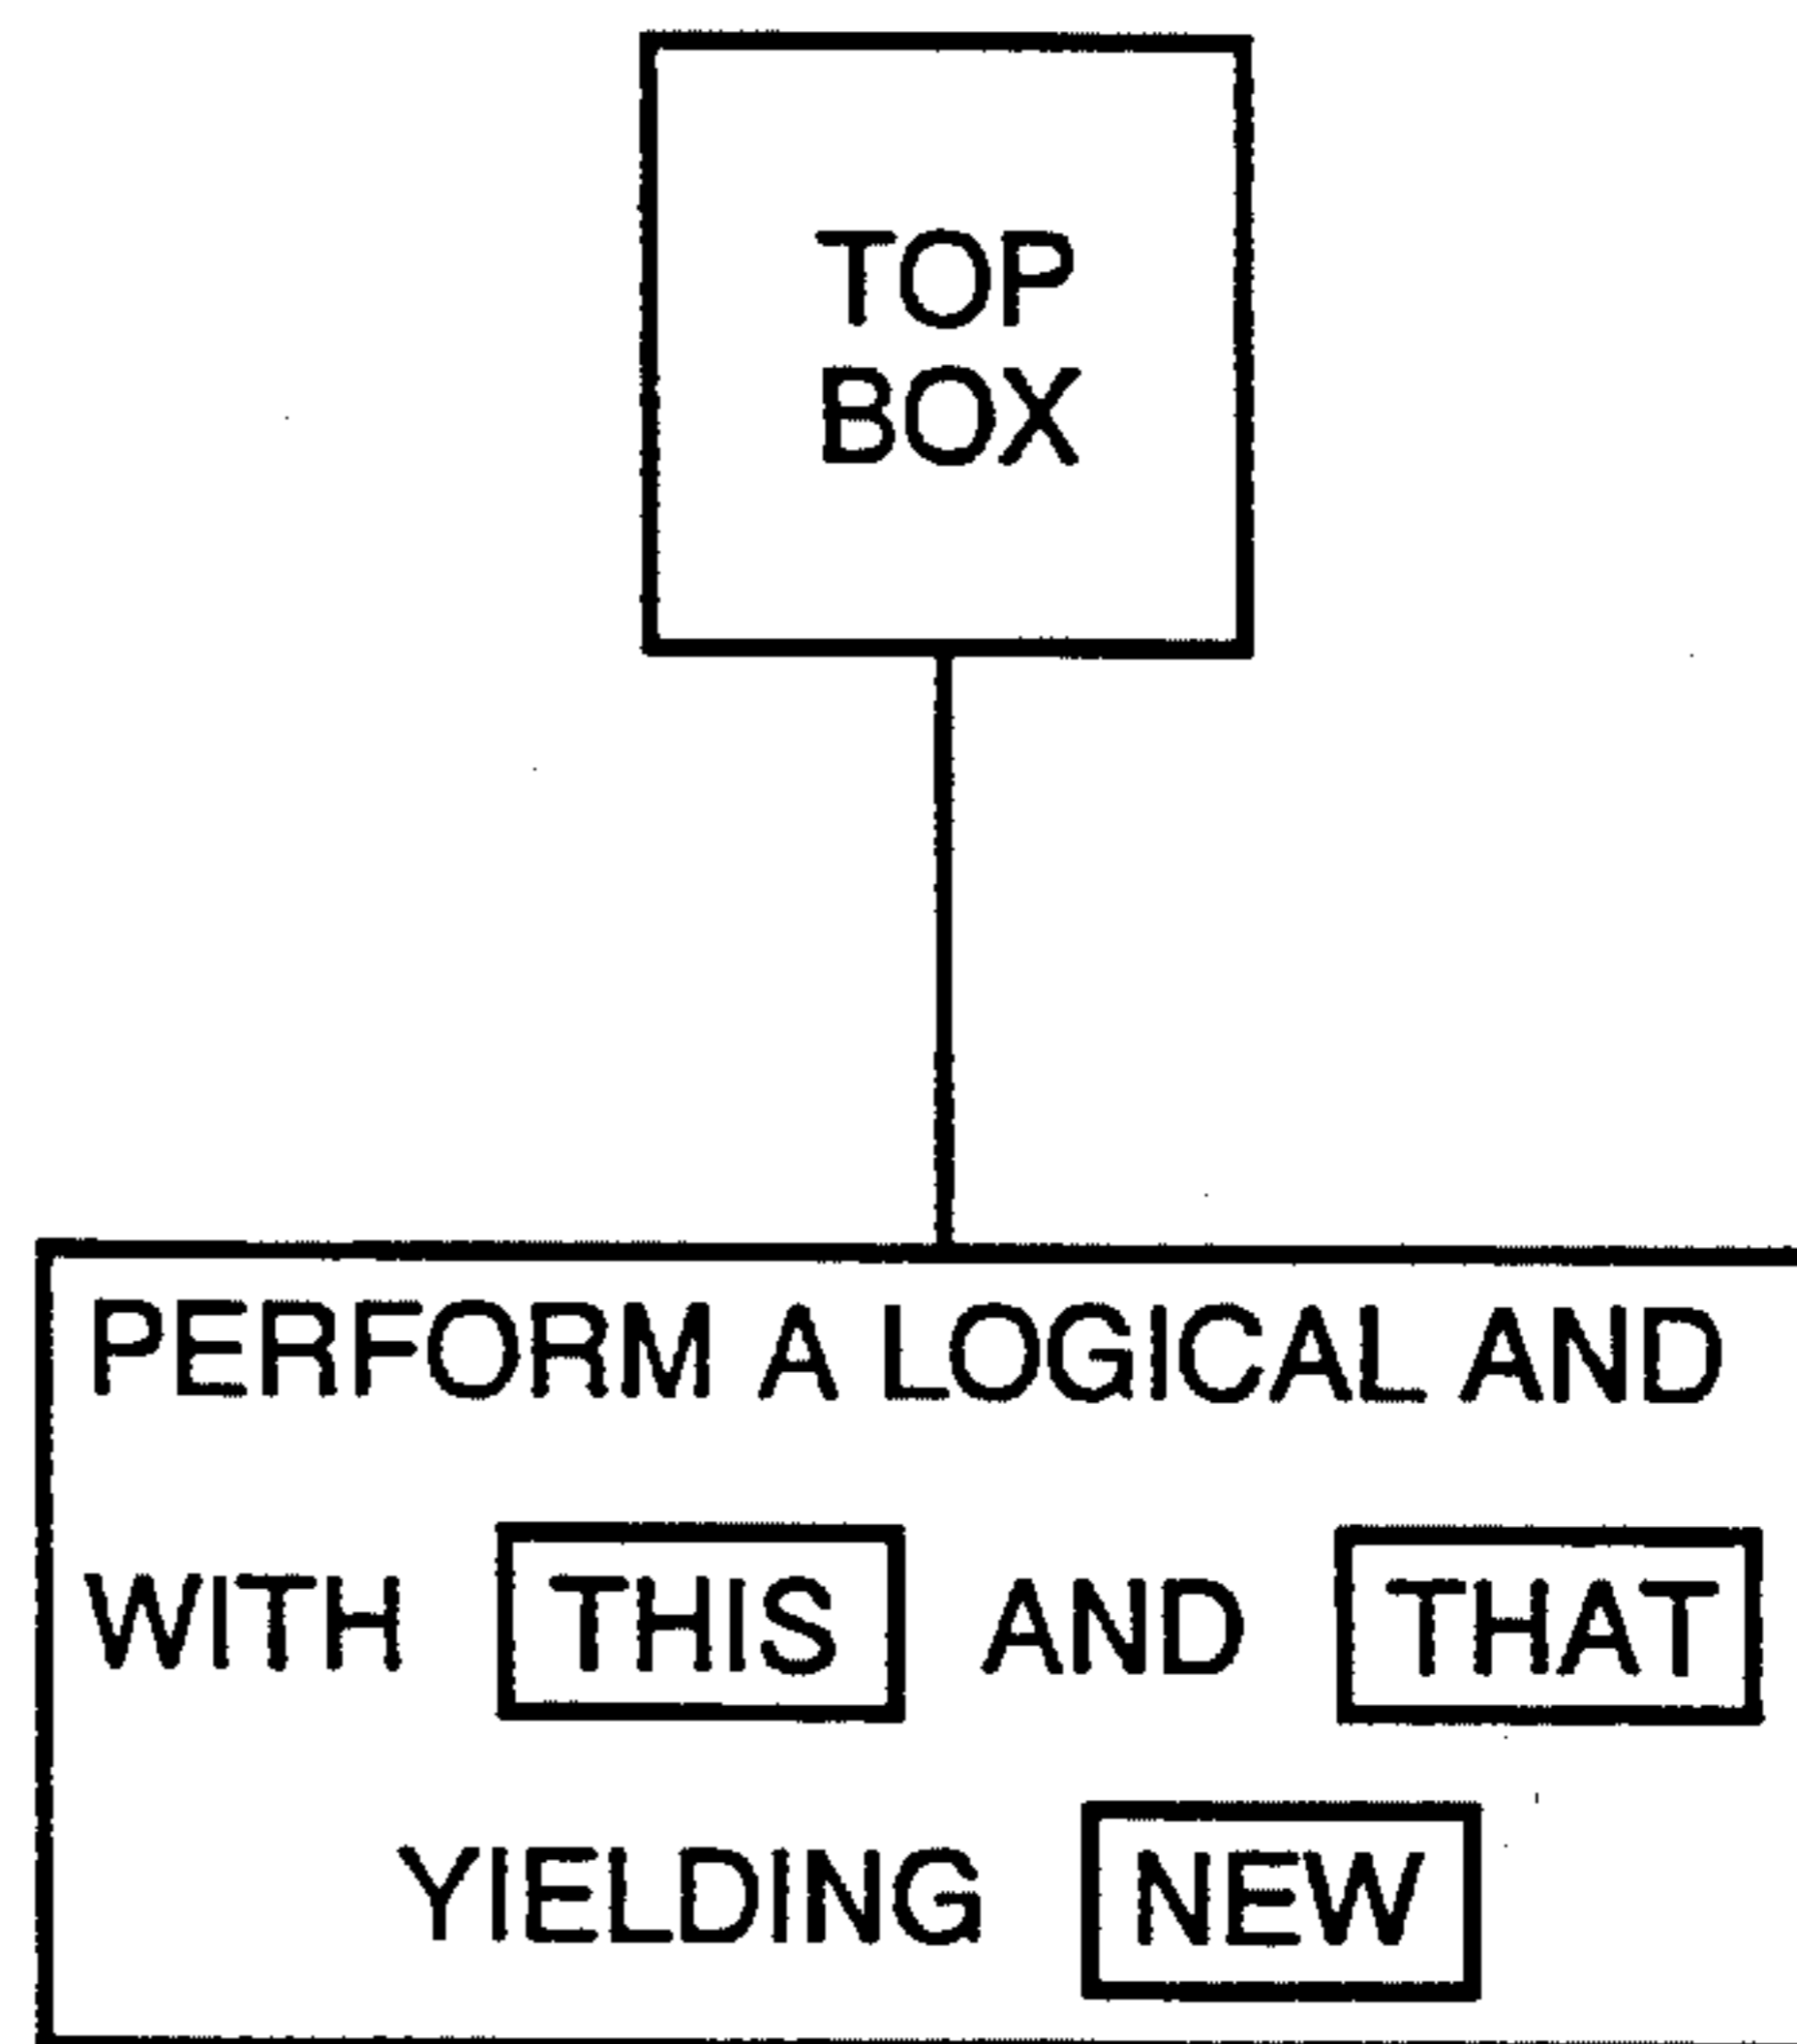 TOP
BOX
PERFORM A LOGICAL AND
WITH THIS AND THAT
YIELDING NEW